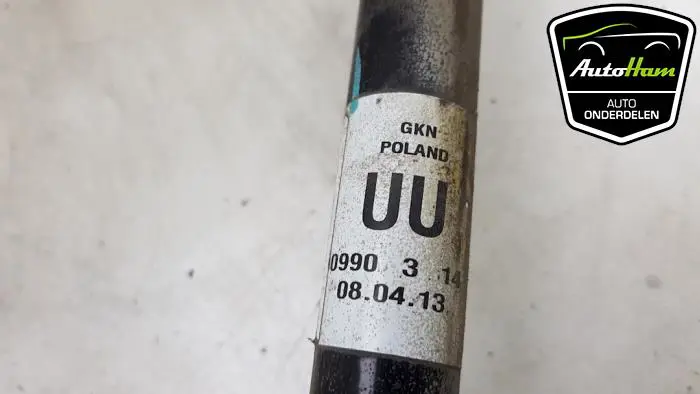 GKN
POLAND
UU
0990 3 14
08.04.13
AutoHam
AUTO
ONDERDELEN